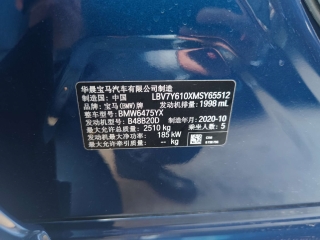 华晨宝马汽车有限公司制造
制造国：中国 LBV7Y610XMSY65512
品牌：宝马(BMW)牌 发动机排量：1998 mL
整车型号：BMW6475YX
发动机型号：B48B20D 制造年月：2020-10
最大允许总质量：2510 kg 乘坐人数：5
发动机最大净功率：185 kW
最大允许牵引质量：-- kg